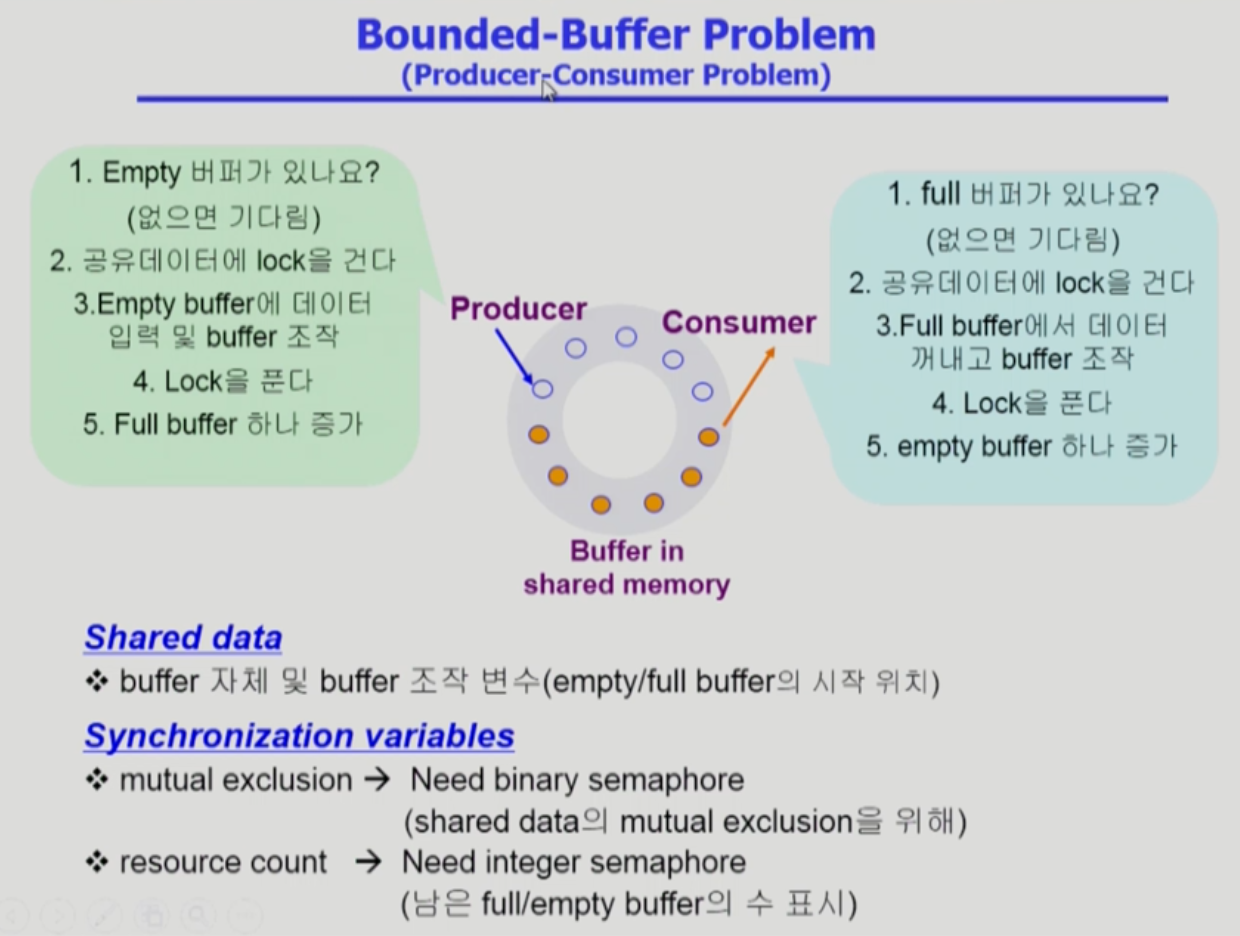 Bounded-Buffer Problem
(Producer-Consumer Problem)
1. Empty 버퍼가 있나요?
(없으면 기다림)
2. 공유데이터에 lock을 건다
3.Empty buffer에 데이터
입력 및 buffer 조작
4. Lock을 푼다
5. Full buffer 하나 증가
Producer
Consumer
1. full 버퍼가 있나요?
(없으면 기다림)
2. 공유데이터에 lock을 건다
3.Full buffer에서 데이터
꺼내고 buffer 조작
4. Lock을 푼다
5. empty buffer 하나 증가
Buffer in
shared memory
Shared data
❖ buffer 자체 및 buffer 조작 변수(empty/full buffer의 시작 위치)
Synchronization variables
❖ mutual exclusion → Need binary semaphore
(shared data의 mutual exclusion을 위해)
❖ resource count → Need integer semaphore
(남은 full/empty buffer의 수 표시)